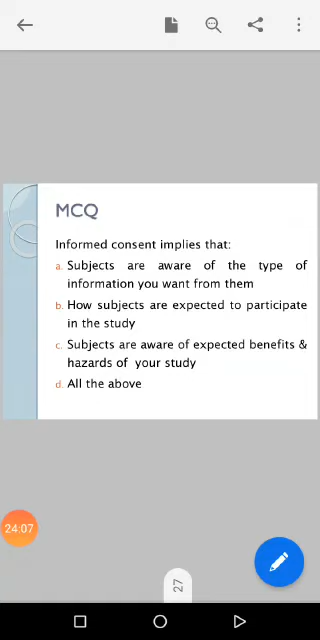 MCQ
Informed consent implies that:
a. Subjects are aware of the type of
information you want from them
b. How subjects are expected to participate
in the study
c. Subjects are aware of expected benefits &
hazards of your study
d. All the above
24:07
27